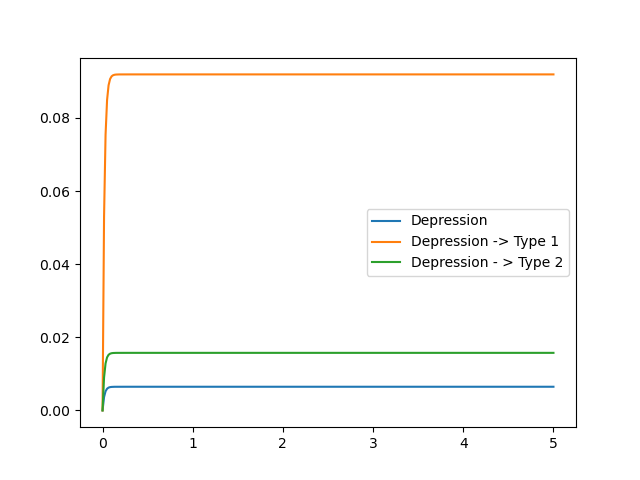 0.08
0.06
0.04
0.02
0.00
Depression
Depression -> Type 1
Depression - > Type 2
0 1 2 3 4 5